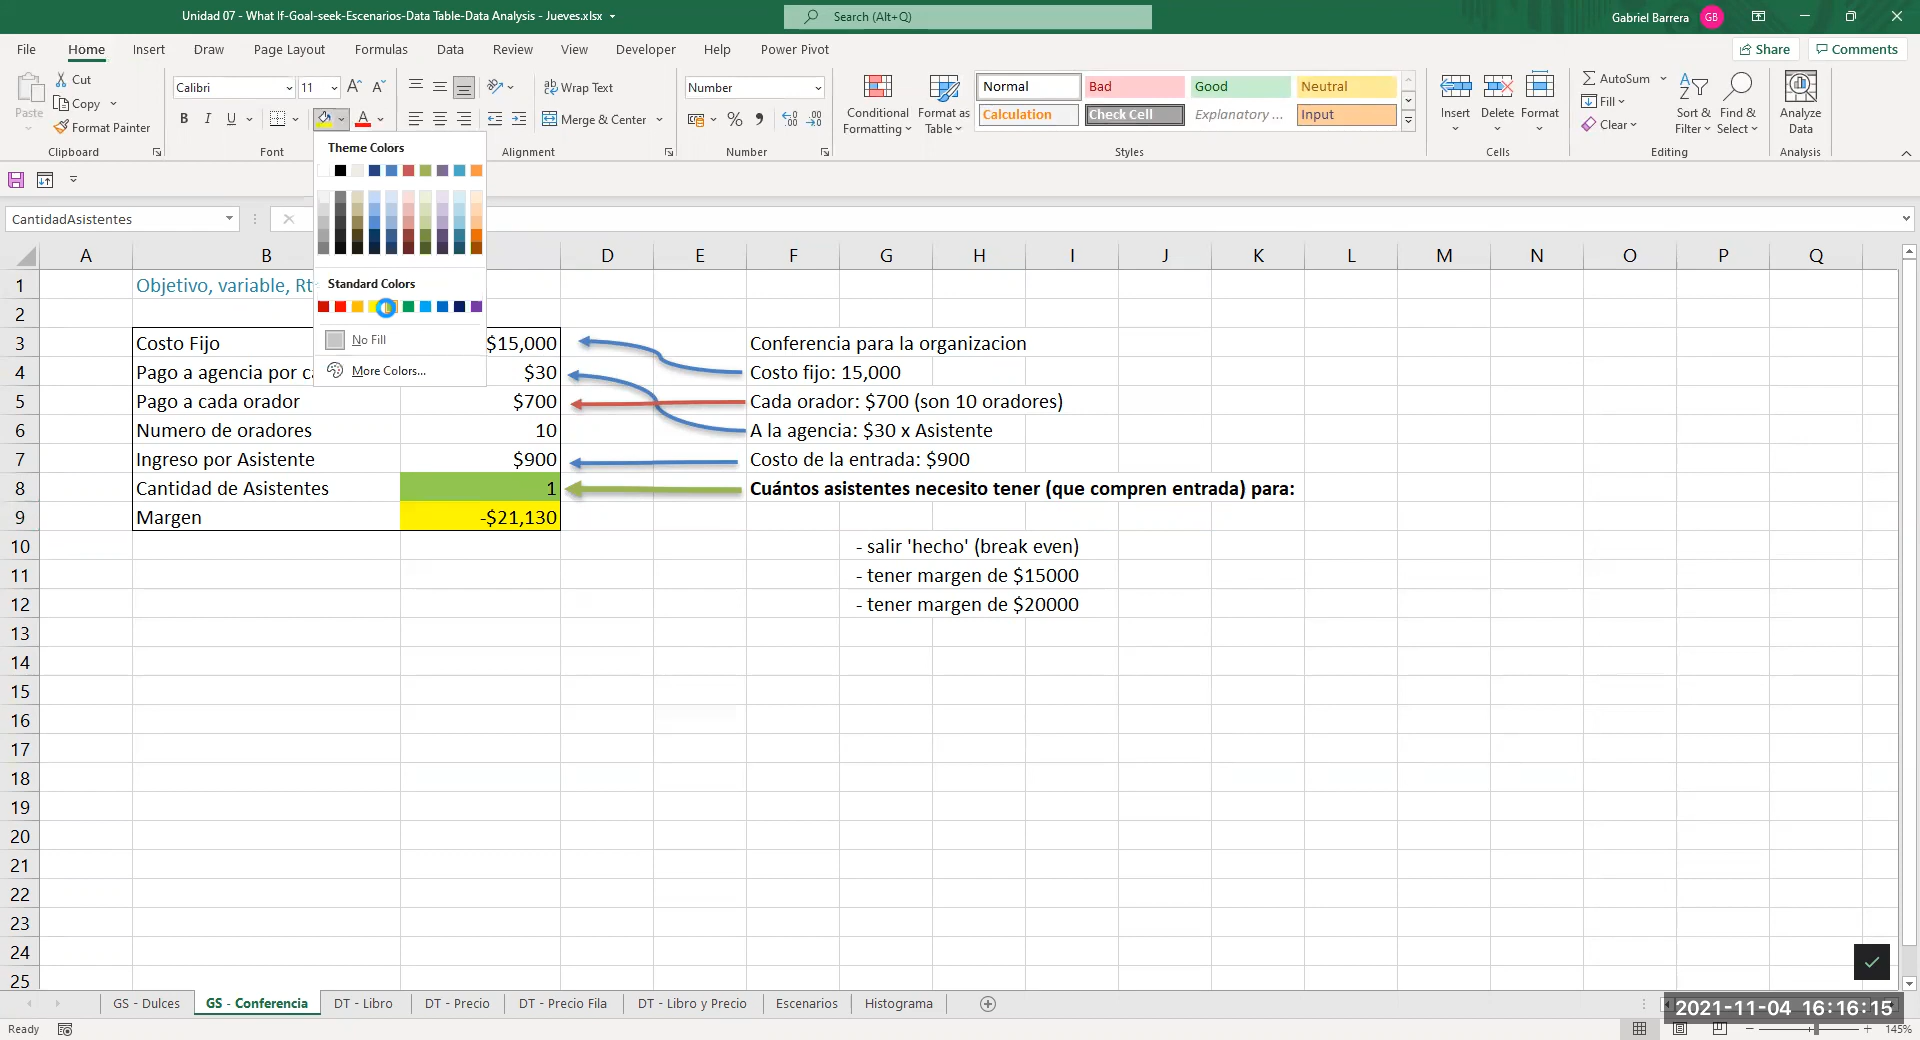 Unidad 07 - What If-Goal-seek-Escenarios-Data Table-Data Analysis - Jueves.xlsx
Search (Alt+Q)
Gabriel Barrera
GB
File Home Insert Draw Page Layout Formulas Data Review View Developer Help Power Pivot
Share Comments
Paste
Cut
Copy
Format Painter
Clipboard
Calibri 11
B I U
Font
Wrap Text
Merge & Center
Alignment
Number
Number
Conditional Formatting
Format as Table
Normal Bad Good Neutral
Calculation Check Cell Explanatory ... Input
Styles
Insert Delete Format
Cells
AutoSum
Fill
Clear
Sort & Filter
Find & Select
Editing
Analyze Data
Analysis
Theme Colors
Standard Colors
No Fill
More Colors...
CantidadAsistentes
A B D E F G H I J K L M N O P Q
1 Objetivo, variable, Rt
2
3 Costo Fijo $15,000 Conferencia para la organizacion
4 Pago a agencia por ca $30 Costo fijo: 15,000
5 Pago a cada orador $700 Cada orador: $700 (son 10 oradores)
6 Numero de oradores 10 A la agencia: $30 x Asistente
7 Ingreso por Asistente $900 Costo de la entrada: $900
8 Cantidad de Asistentes 1 Cuántos asistentes necesito tener (que compren entrada) para:
9 Margen -$21,130
10 - salir 'hecho' (break even)
11 - tener margen de $15000
12 - tener margen de $20000
13
14
15
16
17
18
19
20
21
22
23
24
25
GS - Dulces GS - Conferencia DT - Libro DT - Precio DT - Precio Fila DT - Libro y Precio Escenarios Histograma
2021-11-04 16:16:15
Ready
145%